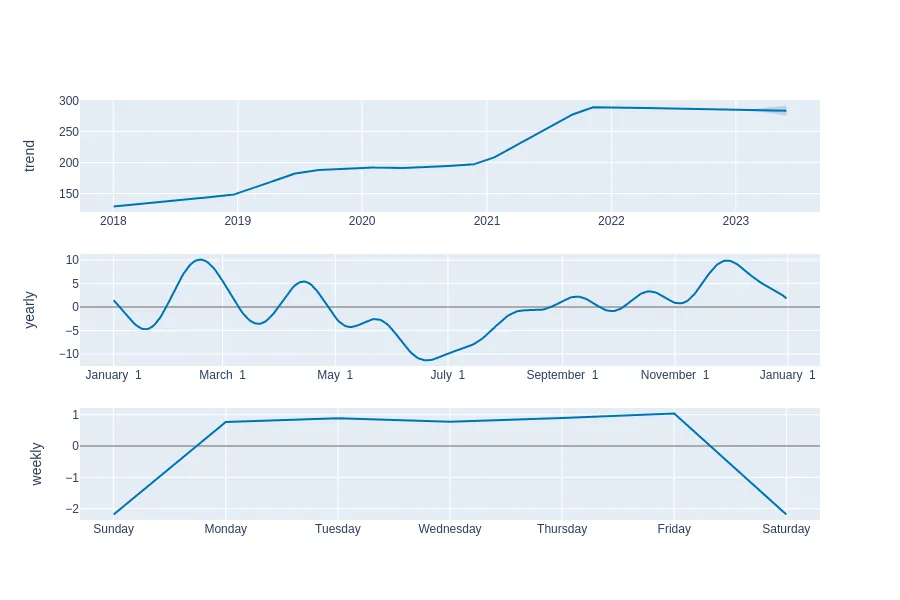 trend
300
250
200
150
2018 2019 2020 2021 2022 2023
yearly
10
5
0
−5
−10
January 1 March 1 May 1 July 1 September 1 November 1 January 1
weekly
1
0
−1
−2
Sunday Monday Tuesday Wednesday Thursday Friday Saturday